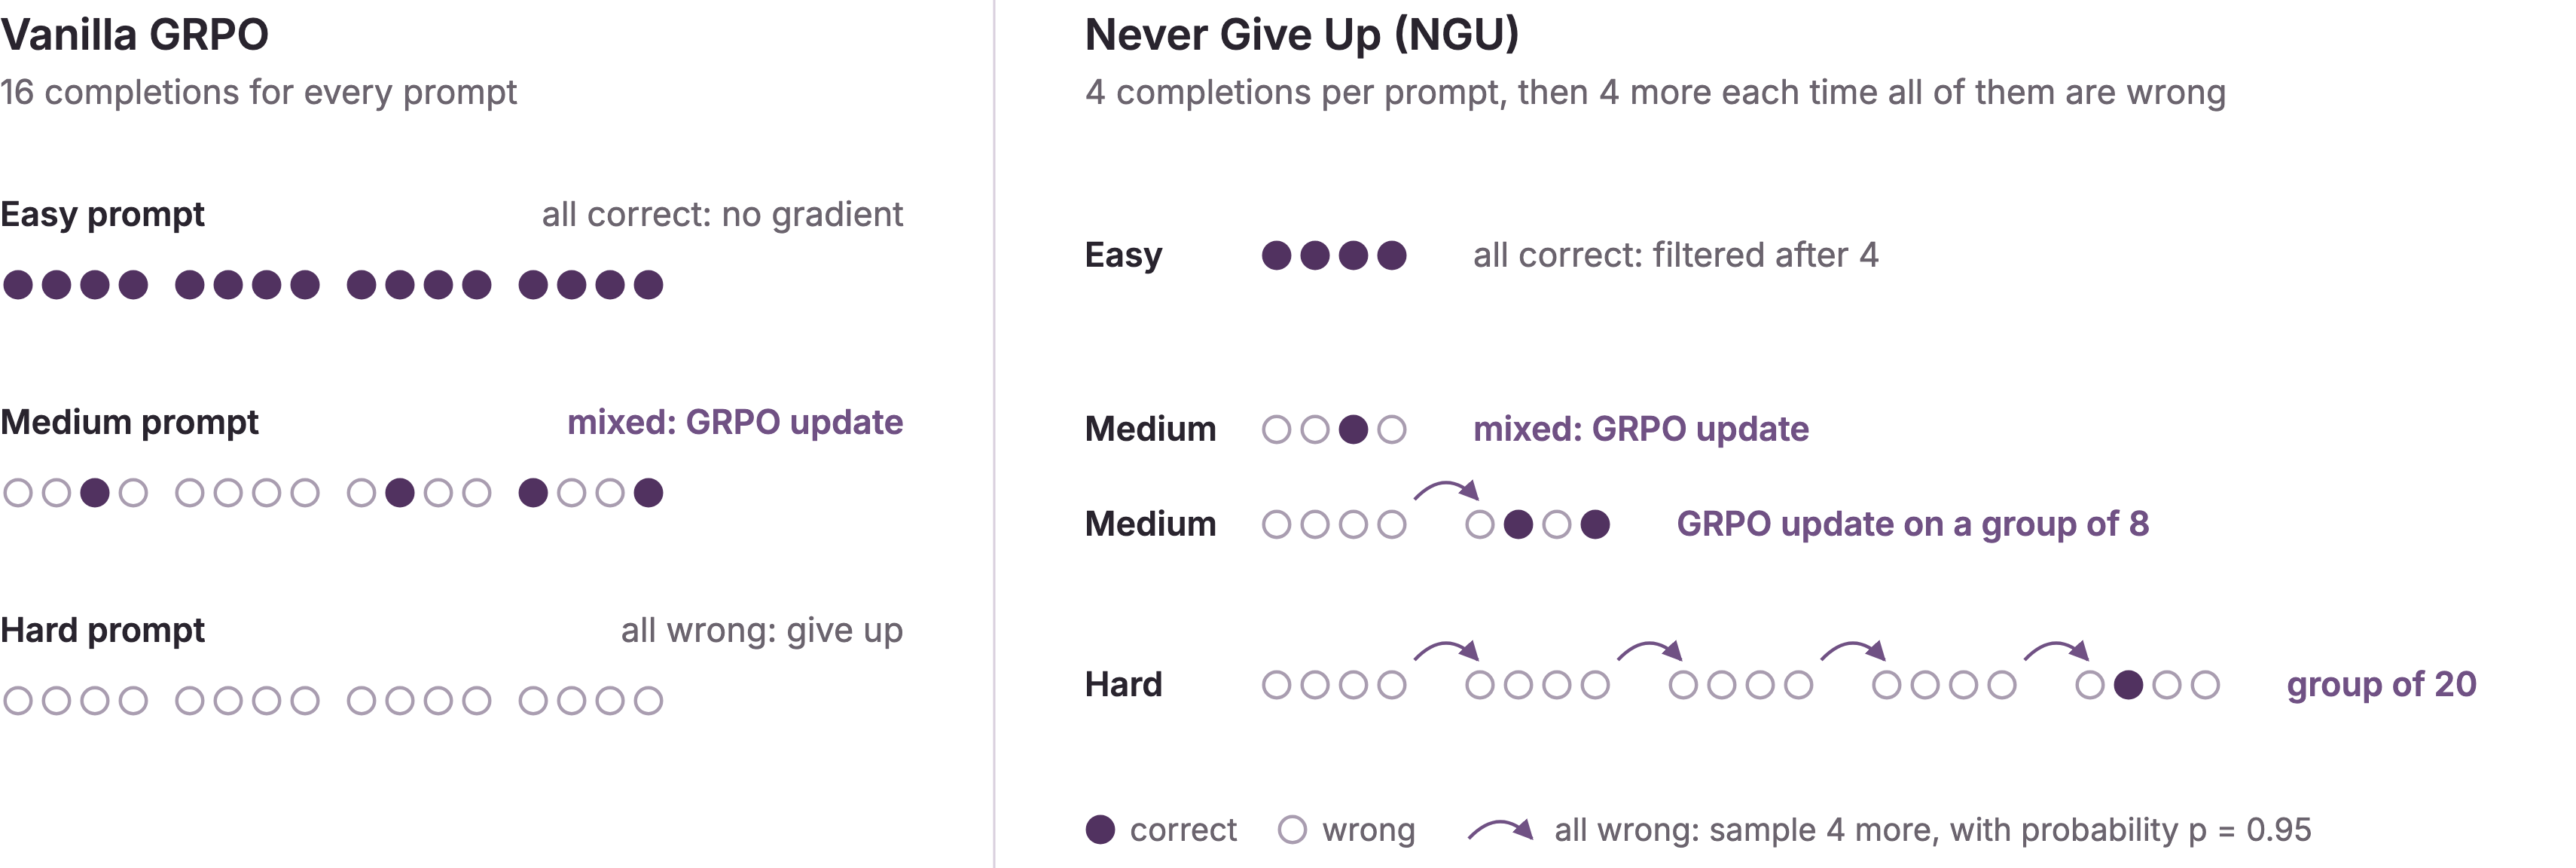 Vanilla GRPO
16 completions for every prompt
Easy prompt
all correct: no gradient
Medium prompt
mixed: GRPO update
Hard prompt
all wrong: give up
Never Give Up (NGU)
4 completions per prompt, then 4 more each time all of them are wrong
Easy
all correct: filtered after 4
Medium
mixed: GRPO update
Medium
GRPO update on a group of 8
Hard
group of 20
correct
wrong
all wrong: sample 4 more, with probability p = 0.95